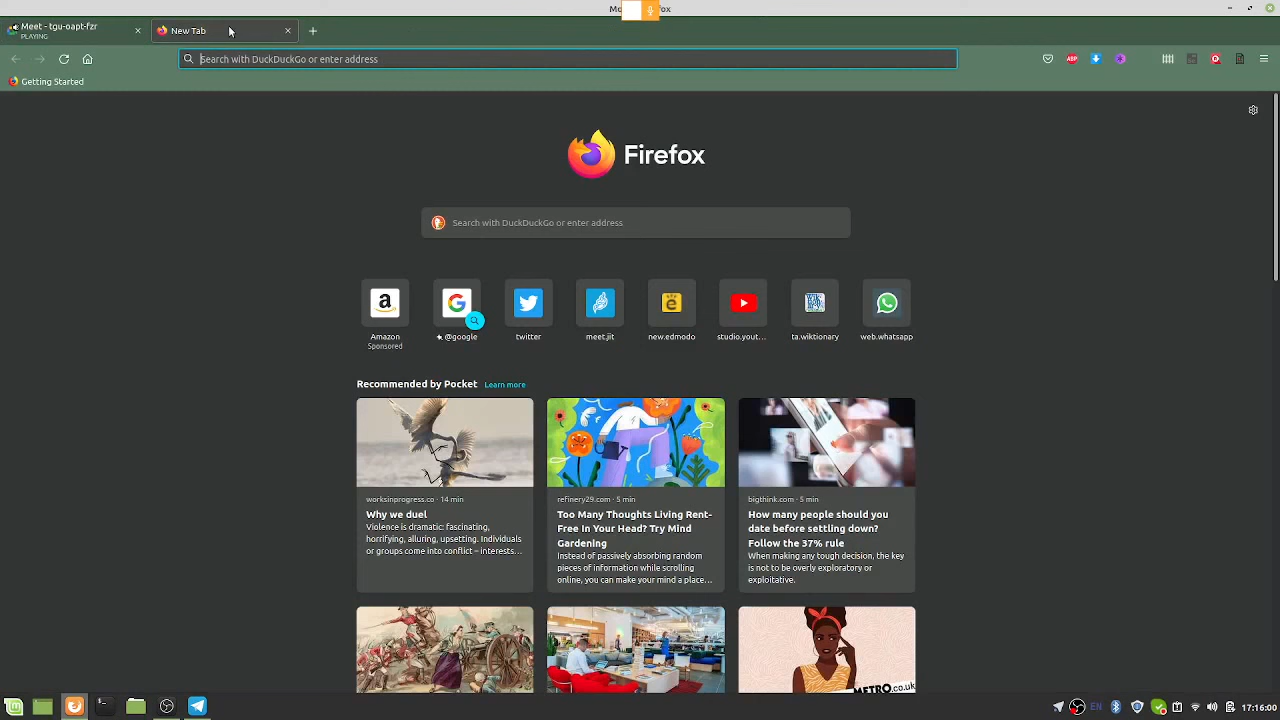 Meet - tgu-oapt-fzr
PLAYING
New Tab
Search with DuckDuckGo or enter address
ABP
Getting Started
Firefox
Search with DuckDuckGo or enter address
Amazon
Sponsored
@google
twitter
meet.jit
new.edmodo
studio.yout...
ta.wiktionary
web.whatsapp
Recommended by Pocket Learn more
worksinprogress.co · 14 min
Why we duel
Violence is dramatic: fascinating,
horrifying, alluring, upsetting. Individuals
or groups come into conflict – interests...
refinery29.com · 5 min
Too Many Thoughts Living Rent-
Free In Your Head? Try Mind
Gardening
Instead of passively absorbing random
pieces of information while scrolling
online, you can make your mind a place...
bigthink.com · 5 min
How many people should you
date before settling down?
Follow the 37% rule
When making any tough decision, the key
is not to be overly exploratory or
exploitative.
METRO.co.uk
EN
17:16:00